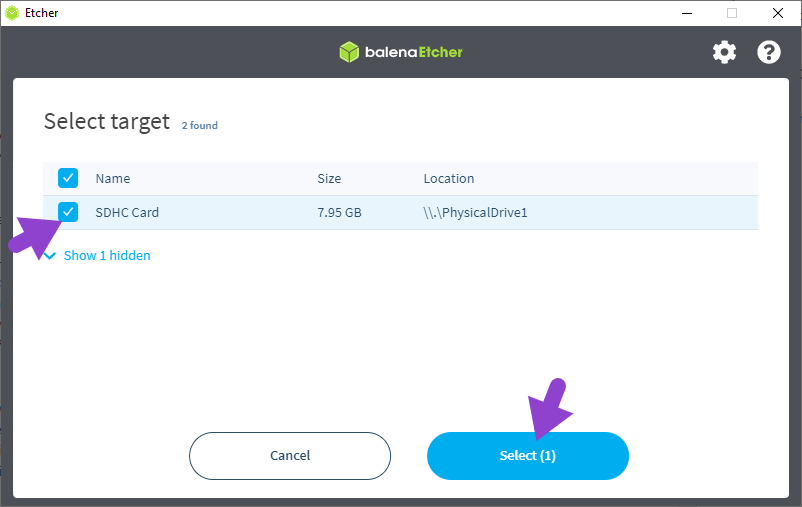 Etcher
balenaEtcher
Select target 2 found
Name Size Location
SDHC Card 7.95 GB \\.\PhysicalDrive1
Show 1 hidden
Cancel Select (1)